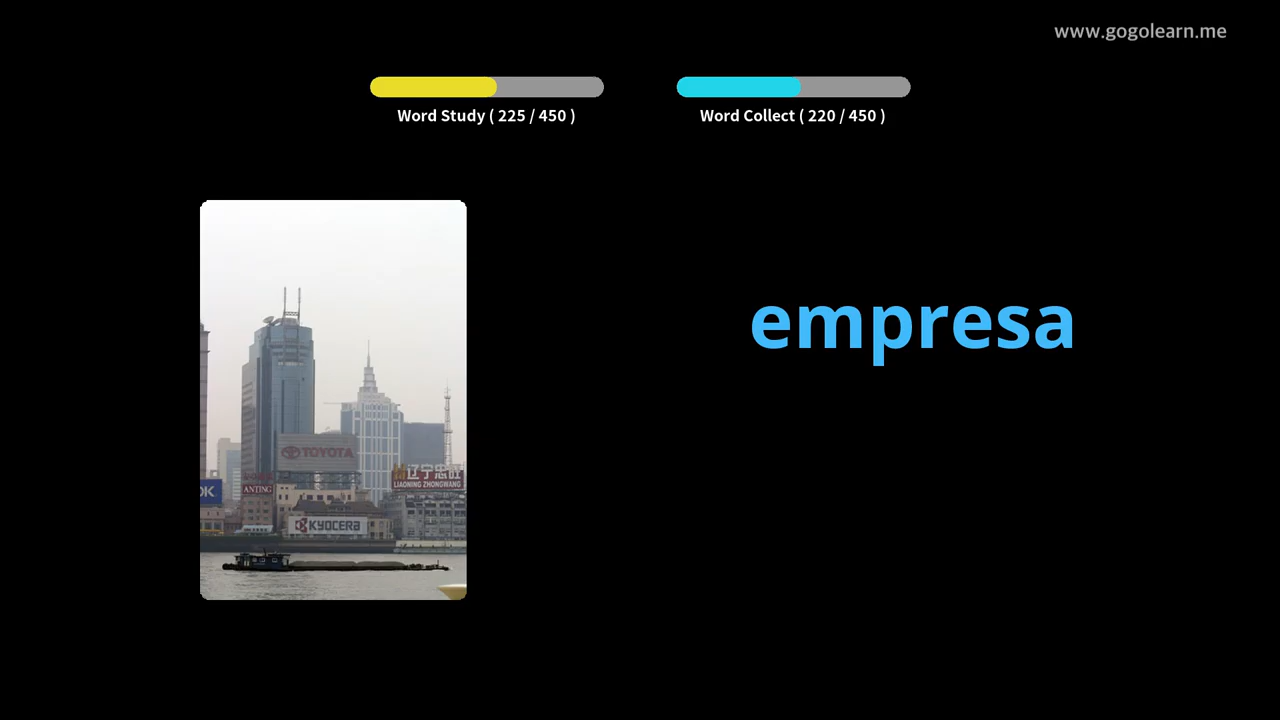 www.gogolearn.me
Word Study ( 225 / 450 )
Word Collect ( 220 / 450 )
empresa
TOYOTA
辽宁忠旺
LIAONING ZHONGWANG
OK
ANTING
KYOCERA